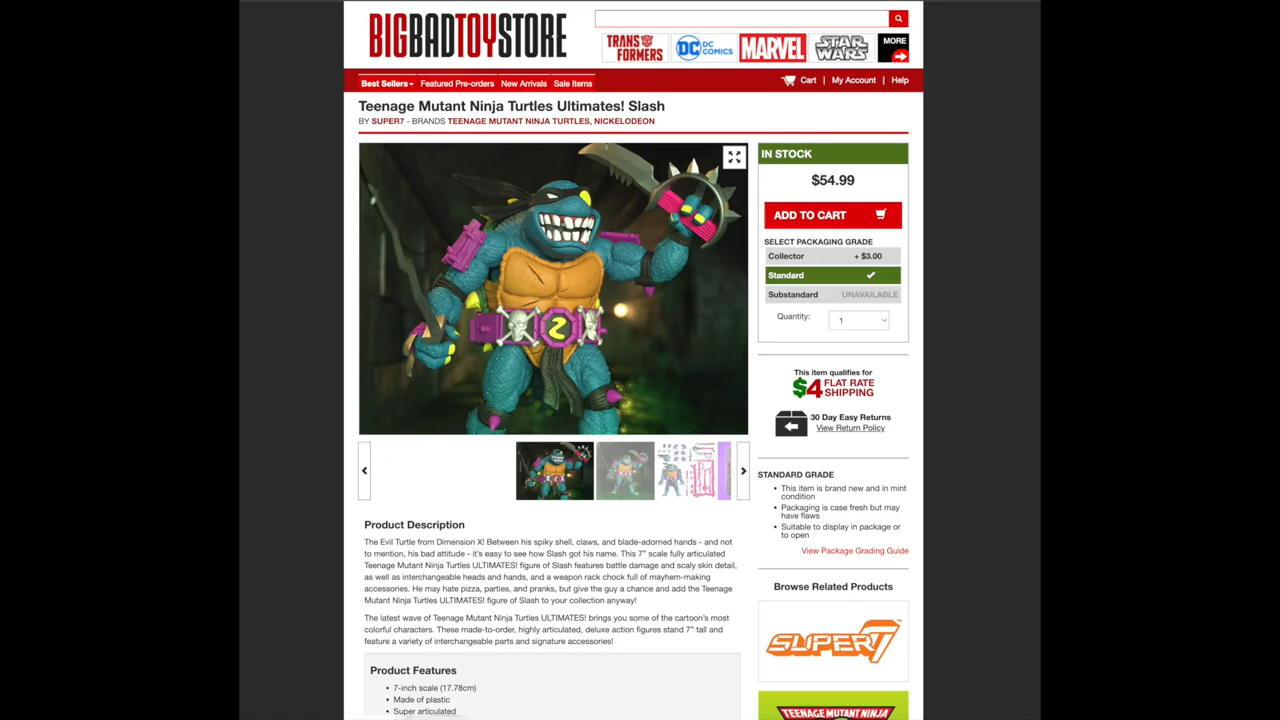 BIGBADTOYSTORE
TRANSFORMERS
DC
DC COMICS
MARVEL
STAR WARS
MORE
Best Sellers
Featured Pre-orders
New Arrivals
Sale Items
Cart | My Account | Help
Teenage Mutant Ninja Turtles Ultimates! Slash
BY SUPER7 - BRANDS TEENAGE MUTANT NINJA TURTLES, NICKELODEON
IN STOCK
$54.99
ADD TO CART
SELECT PACKAGING GRADE
Collector + $3.00
Standard
Substandard UNAVAILABLE
Quantity: 1
This item qualifies for
$4 FLAT RATE
SHIPPING
30 Day Easy Returns
View Return Policy
STANDARD GRADE
• This item is brand new and in mint
condition
• Packaging is case fresh but may
have flaws
• Suitable to display in package or
to open
View Package Grading Guide
Browse Related Products
SUPER7
TM
TEENAGE MUTANT NINJA
Product Description
The Evil Turtle from Dimension X! Between his spiky shell, claws, and blade-adorned hands - and not
to mention, his bad attitude - it's easy to see how Slash got his name. This 7" scale fully articulated
Teenage Mutant Ninja Turtles ULTIMATES! figure of Slash features battle damage and scaly skin detail,
as well as interchangeable heads and hands, and a weapon rack chock full of mayhem-making
accessories. He may hate pizza, parties, and pranks, but give the guy a chance and add the Teenage
Mutant Ninja Turtles ULTIMATES! figure of Slash to your collection anyway!
The latest wave of Teenage Mutant Ninja Turtles ULTIMATES! brings you some of the cartoon's most
colorful characters. These made-to-order, highly articulated, deluxe action figures stand 7" tall and
feature a variety of interchangeable parts and signature accessories!
Product Features
• 7-inch scale (17.78cm)
• Made of plastic
• Super articulated